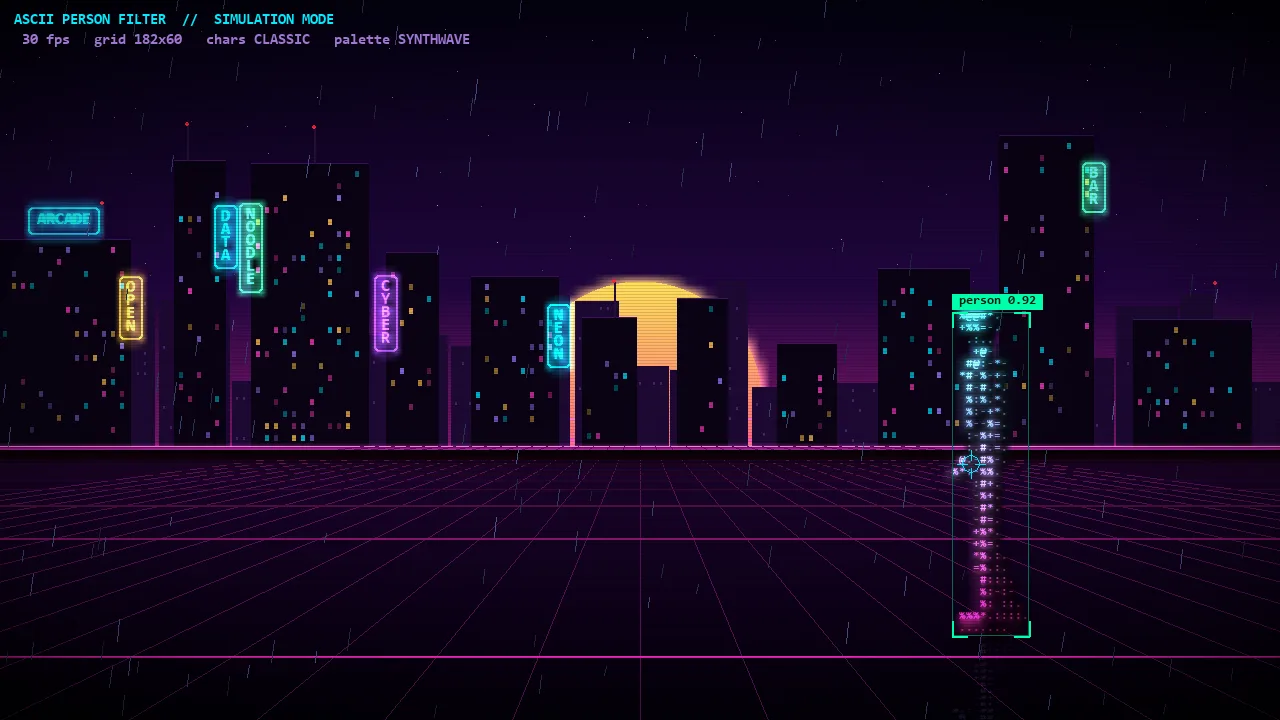 ASCII PERSON FILTER // SIMULATION MODE
30 fps grid 182x60 chars CLASSIC palette SYNTHWAVE
ARCADE
OPEN
DATA
NOODLE
CYBER
NEON
BAR
person 0.92